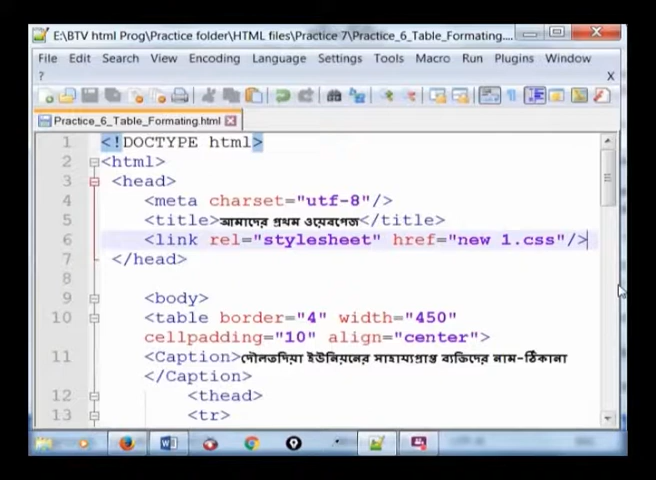 E:\BTV html Prog\Practice folder\HTML files\Practice 7\Practice_6_Table_Formating....
File Edit Search View Encoding Language Settings Tools Macro Run Plugins Window
? X
Practice_6_Table_Formating.html
1 <!DOCTYPE html>
2 <html>
3 <head>
4 <meta charset="utf-8"/>
5 <title>আমাদের প্রথম ওয়েবপেজ</title>
6 <link rel="stylesheet" href="new 1.css"/>
7 </head>
8
9 <body>
10 <table border="4" width="450"
cellpadding="10" align="center">
11 <Caption>দৌলতদিয়া ইউনিয়নের সাহায্যপ্রাপ্ত ব্যক্তিদের নাম-ঠিকানা
</Caption>
12 <thead>
13 <tr>